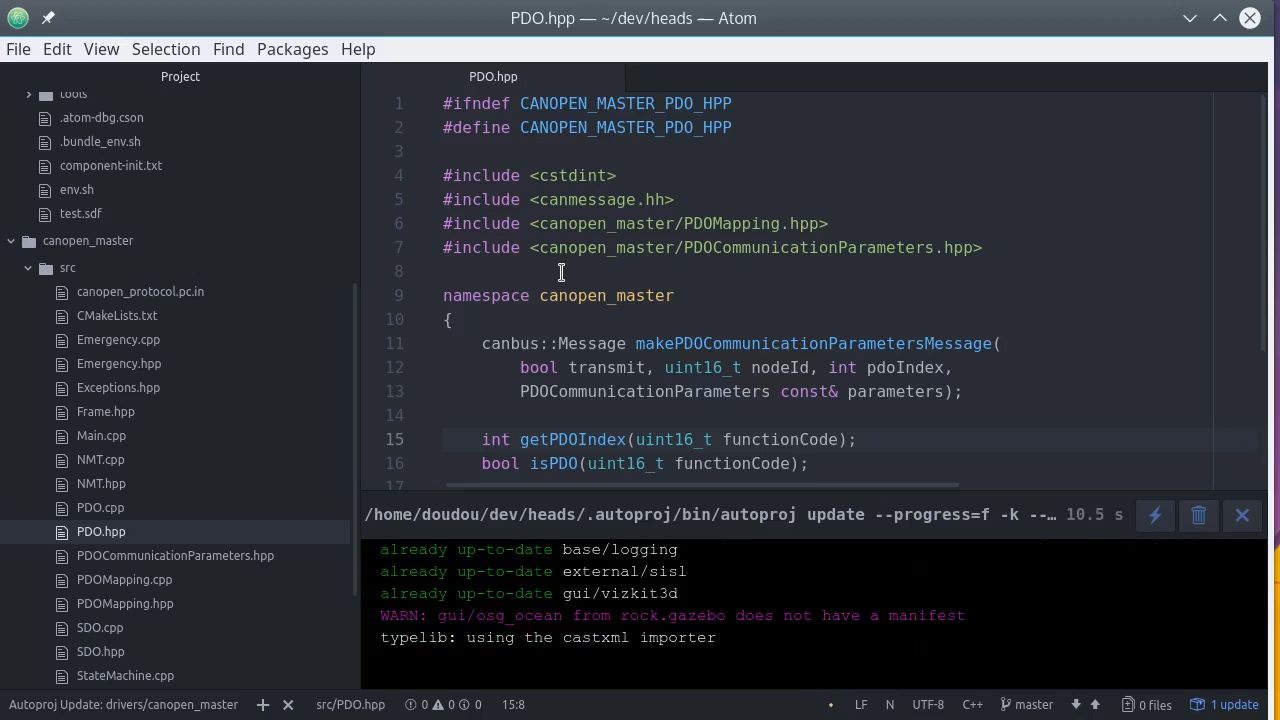 PDO.hpp — ~/dev/heads — Atom
File Edit View Selection Find Packages Help
Project
tools
.atom-dbg.cson
.bundle_env.sh
component-init.txt
env.sh
test.sdf
canopen_master
src
canopen_protocol.pc.in
CMakeLists.txt
Emergency.cpp
Emergency.hpp
Exceptions.hpp
Frame.hpp
Main.cpp
NMT.cpp
NMT.hpp
PDO.cpp
PDO.hpp
PDOCommunicationParameters.hpp
PDOMapping.cpp
PDOMapping.hpp
SDO.cpp
SDO.hpp
StateMachine.cpp
PDO.hpp
1 #ifndef CANOPEN_MASTER_PDO_HPP
2 #define CANOPEN_MASTER_PDO_HPP
3
4 #include <cstdint>
5 #include <canmessage.hh>
6 #include <canopen_master/PDOMapping.hpp>
7 #include <canopen_master/PDOCommunicationParameters.hpp>
8
9 namespace canopen_master
10 {
11 canbus::Message makePDOCommunicationParametersMessage(
12 bool transmit, uint16_t nodeId, int pdoIndex,
13 PDOCommunicationParameters const& parameters);
14
15 int getPDOIndex(uint16_t functionCode);
16 bool isPDO(uint16_t functionCode);
17
/home/doudou/dev/heads/.autoproj/bin/autoproj update --progress=f -k --… 10.5 s
already up-to-date base/logging
already up-to-date external/sisl
already up-to-date gui/vizkit3d
WARN: gui/osg_ocean from rock.gazebo does not have a manifest
typelib: using the castxml importer
Autoproj Update: drivers/canopen_master src/PDO.hpp 0 0 0 15:8 LF N UTF-8 C++ master 0 files 1 update